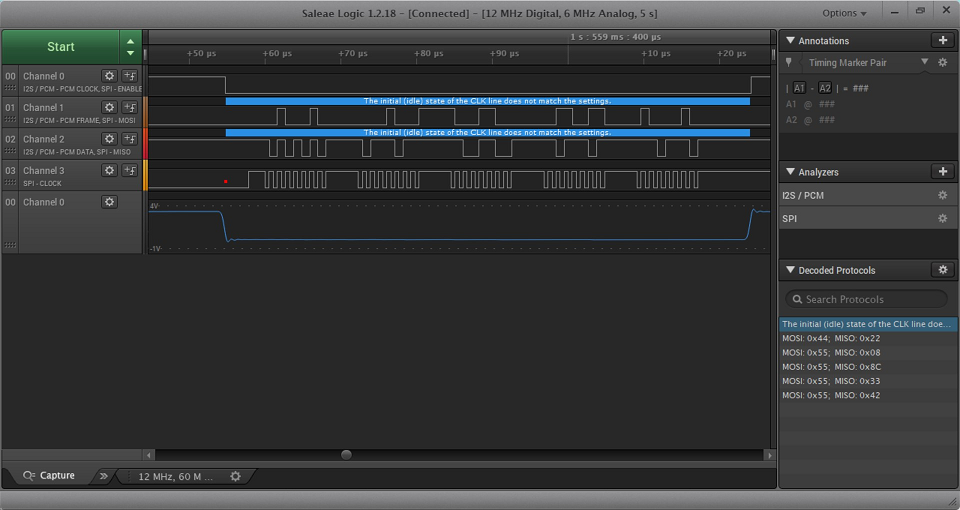 Saleae Logic 1.2.18 - [Connected] - [12 MHz Digital, 6 MHz Analog, 5 s]
Options
Start
1 s : 559 ms : 400 µs
+50 µs
+60 µs
+70 µs
+80 µs
+90 µs
+10 µs
+20 µs
00 Channel 0
I2S / PCM - PCM CLOCK, SPI - ENABLE
The initial (idle) state of the CLK line does not match the settings.
01 Channel 1
I2S / PCM - PCM FRAME, SPI - MOSI
The initial (idle) state of the CLK line does not match the settings.
02 Channel 2
I2S / PCM - PCM DATA, SPI - MISO
03 Channel 3
SPI - CLOCK
00 Channel 0
4V
-1V
Annotations
Timing Marker Pair
| A1 - A2 | = ###
A1 @ ###
A2 @ ###
Analyzers
I2S / PCM
SPI
Decoded Protocols
Search Protocols
The initial (idle) state of the CLK line doe...
MOSI: 0x44; MISO: 0x22
MOSI: 0x55; MISO: 0x08
MOSI: 0x55; MISO: 0x8C
MOSI: 0x55; MISO: 0x33
MOSI: 0x55; MISO: 0x42
Capture
12 MHz, 60 M ...